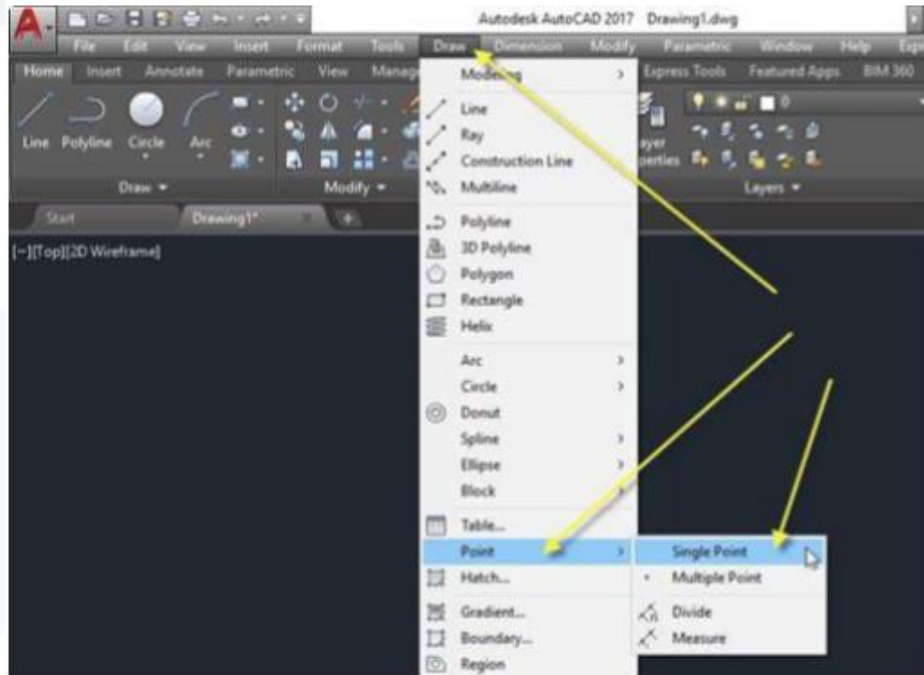 Autodesk AutoCAD 2017 Drawing1.dwg
File Edit View Insert Format Tools Draw Dimension Modify Parametric Window Help
Home Insert Annotate Parametric View Express Tools Featured Apps BIM 360
Line Polyline Circle Arc
Draw Modify Layers
Start Drawing1*
[−][Top][2D Wireframe]
Modeling
Line
Ray
Construction Line
Multiline
Polyline
3D Polyline
Polygon
Rectangle
Helix
Arc
Circle
Donut
Spline
Ellipse
Block
Table...
Point
Hatch...
Gradient...
Boundary...
Region
Single Point
Multiple Point
Divide
Measure